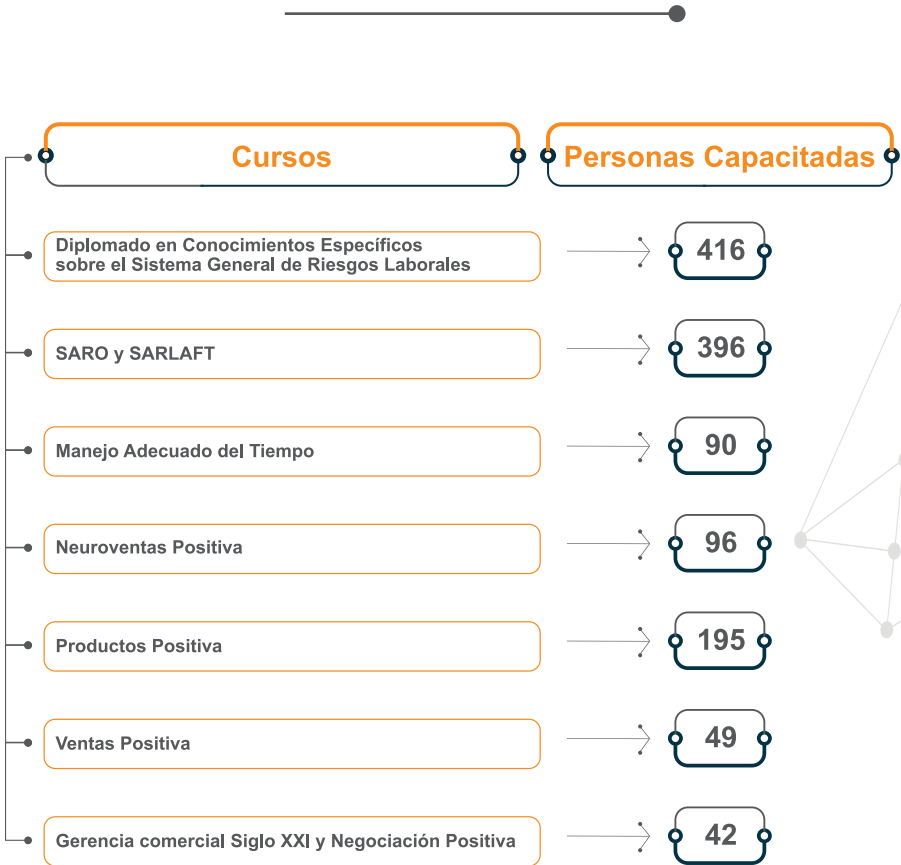 Cursos
Personas Capacitadas
Diplomado en Conocimientos Específicos
sobre el Sistema General de Riesgos Laborales
416
SARO y SARLAFT
396
Manejo Adecuado del Tiempo
90
Neuroventas Positiva
96
Productos Positiva
195
Ventas Positiva
49
Gerencia comercial Siglo XXI y Negociación Positiva
42